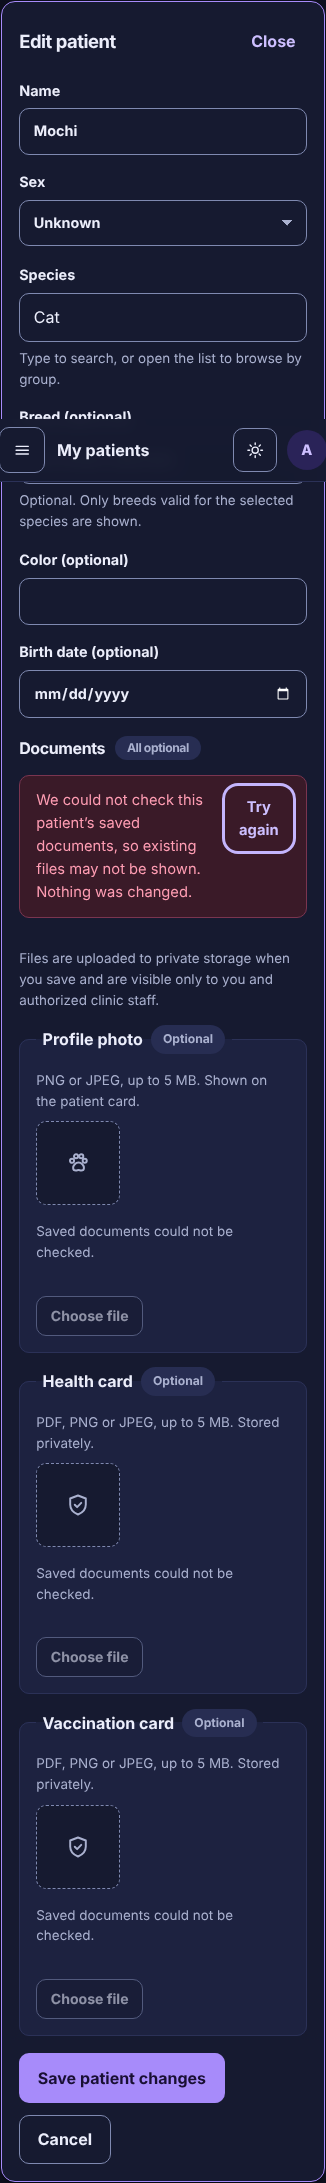 Edit patient
Close
Name
Mochi
Sex
Unknown
Species
Cat
Type to search, or open the list to browse by
group.
Breed (optional)
My patients
A
Optional. Only breeds valid for the selected
species are shown.
Color (optional)
Birth date (optional)
mm/dd/yyyy
Documents
All optional
We could not check this
patient's saved
documents, so existing
files may not be shown.
Nothing was changed.
Try
again
Files are uploaded to private storage when
you save and are visible only to you and
authorized clinic staff.
Profile photo
Optional
PNG or JPEG, up to 5 MB. Shown on
the patient card.
Saved documents could not be
checked.
Choose file
Health card
Optional
PDF, PNG or JPEG, up to 5 MB. Stored
privately.
Saved documents could not be
checked.
Choose file
Vaccination card
Optional
PDF, PNG or JPEG, up to 5 MB. Stored
privately.
Saved documents could not be
checked.
Choose file
Save patient changes
Cancel